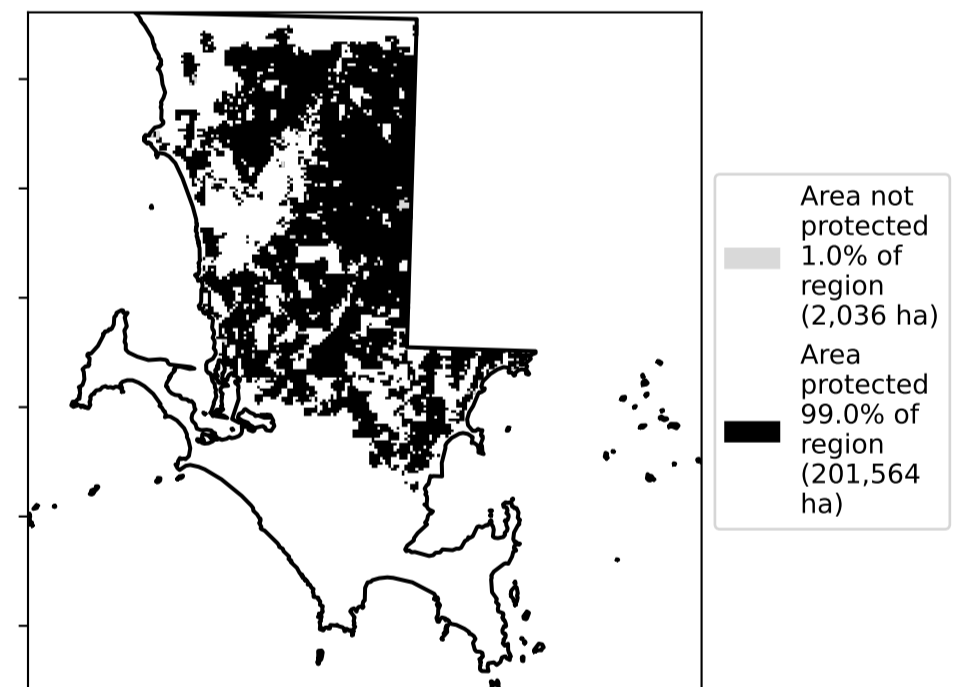 Area not
protected
1.0% of
region
(2,036 ha)
Area
protected
99.0% of
region
(201,564
ha)